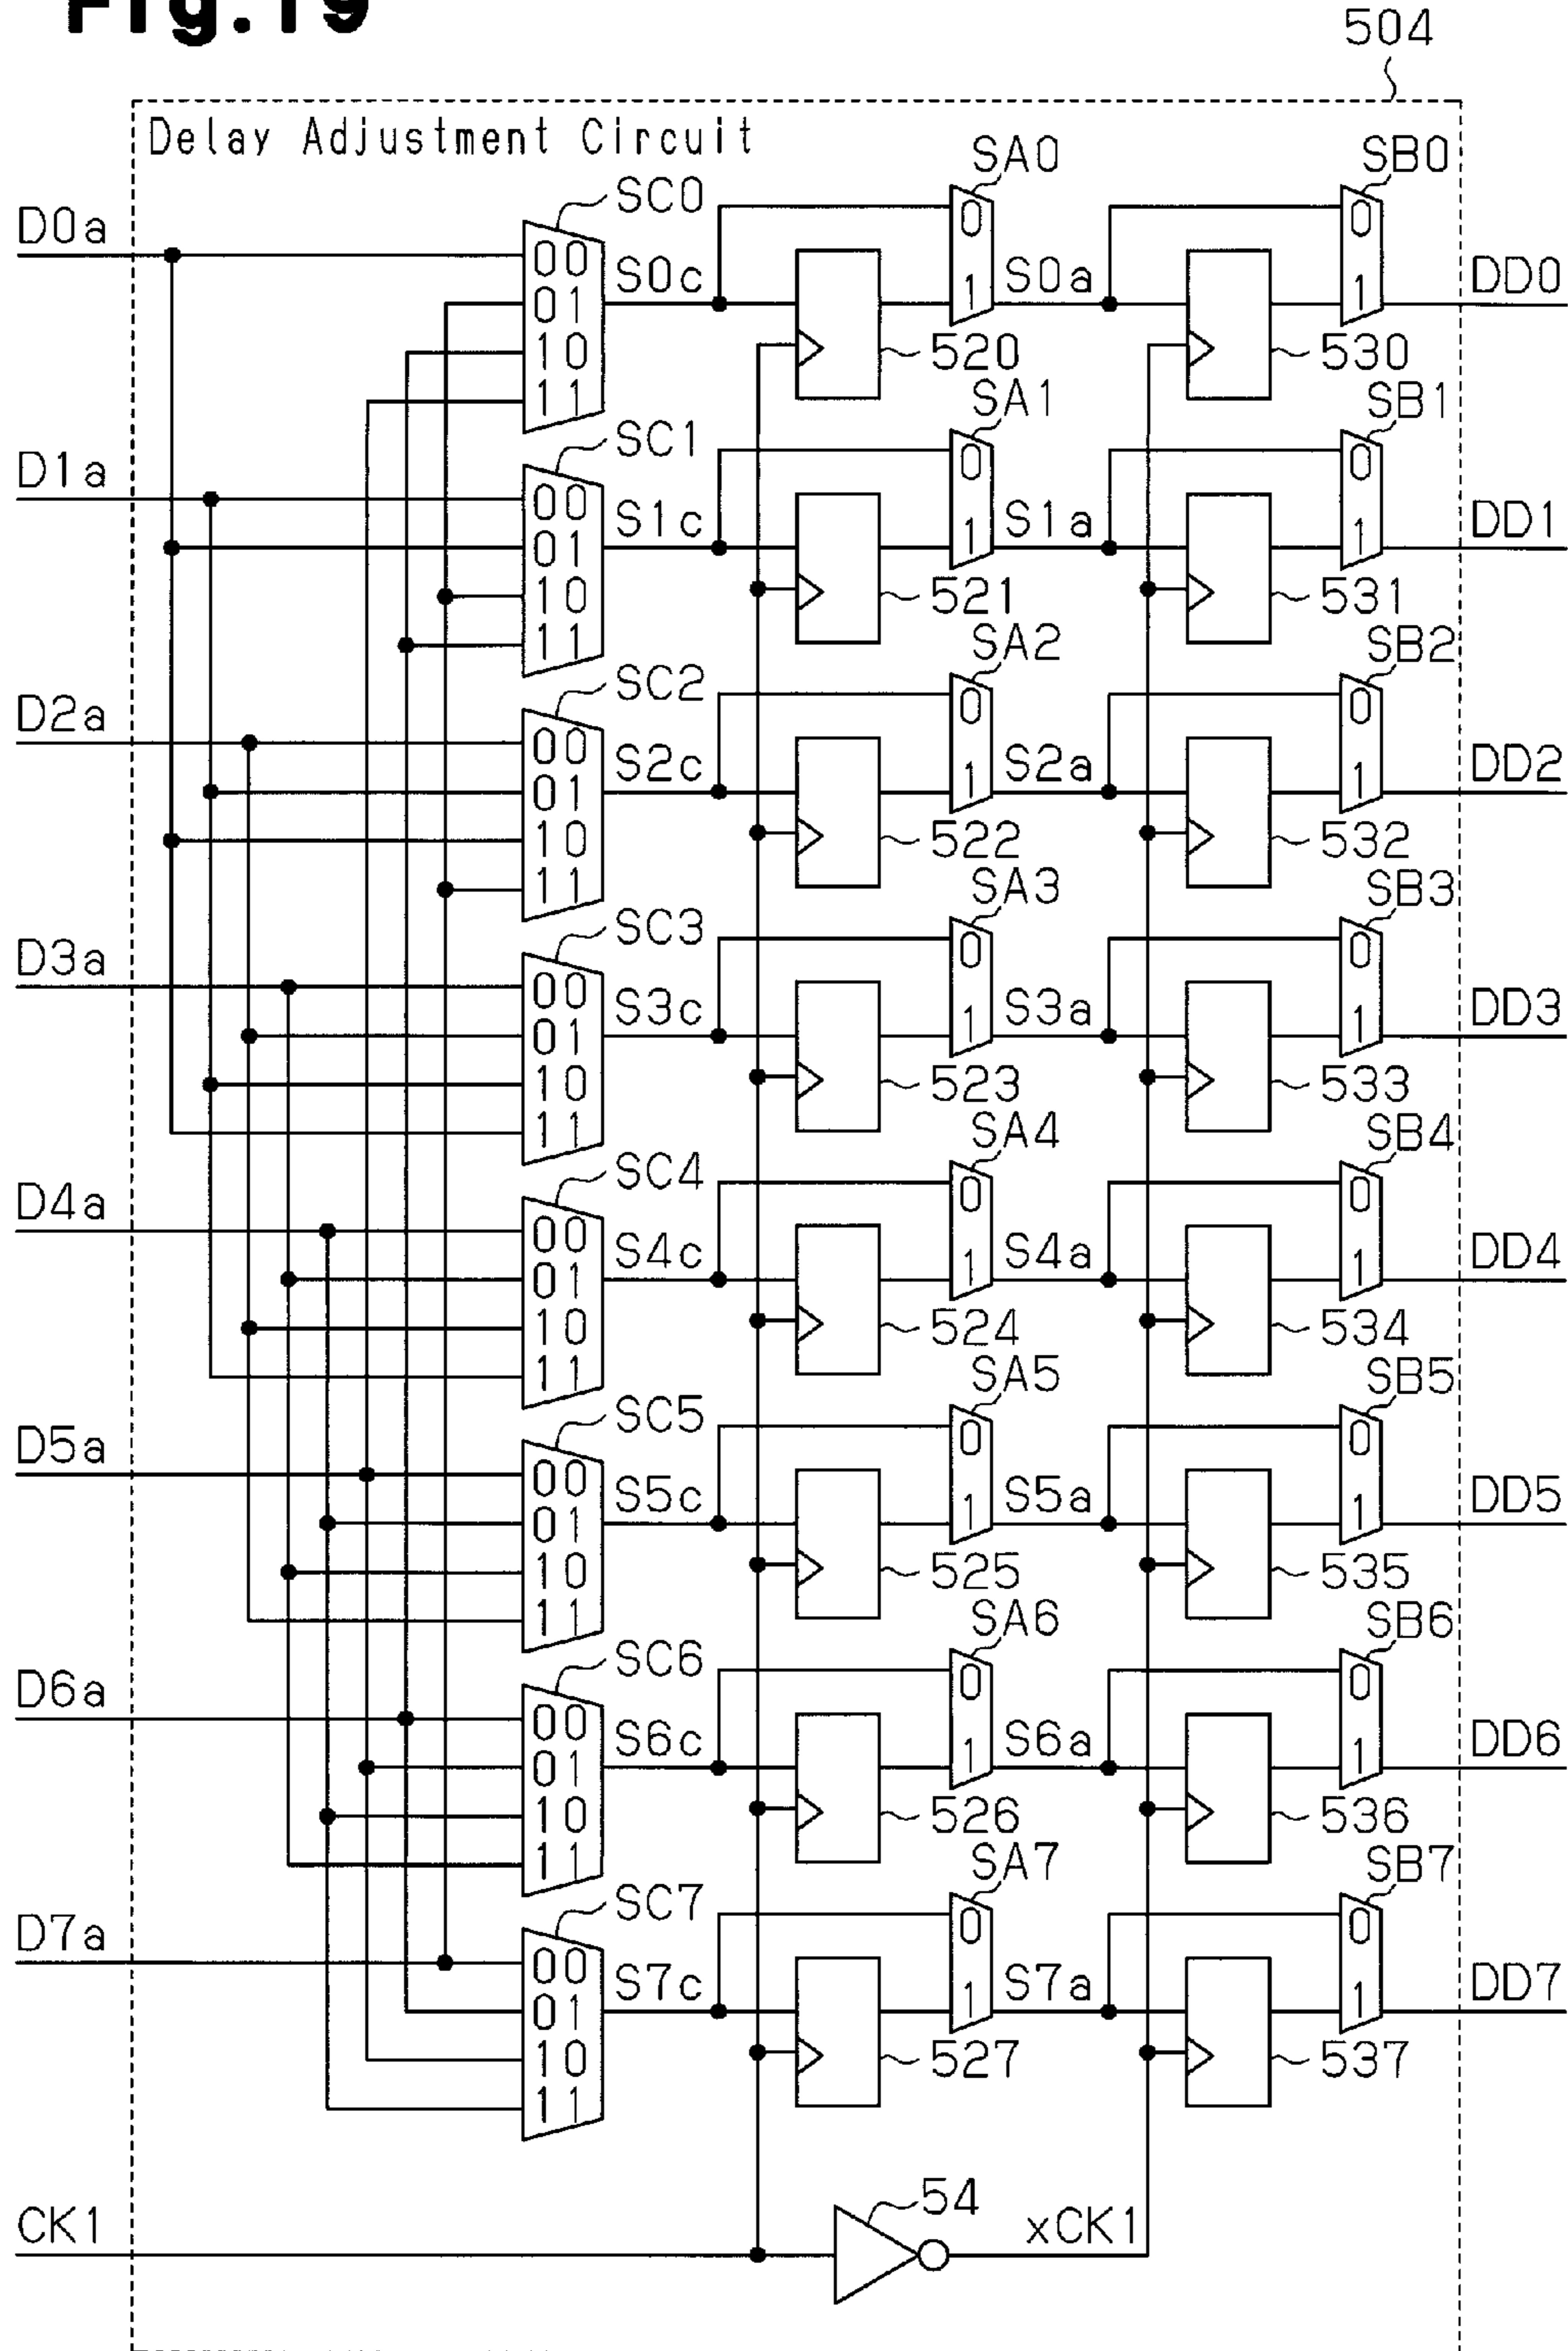 Fig.19
504
Delay Adjustment Circuit
SA0
SB0
SC0
D0a
00
01
10
11
S0c
0
1
S0a
0
1
DD0
520
530
SA1
SB1
SC1
D1a
00
01
10
11
S1c
0
1
S1a
0
1
DD1
521
531
SA2
SB2
SC2
D2a
00
01
10
11
S2c
0
1
S2a
0
1
DD2
522
532
SA3
SB3
SC3
D3a
00
01
10
11
S3c
0
1
S3a
0
1
DD3
523
533
SA4
SB4
SC4
D4a
00
01
10
11
S4c
0
1
S4a
0
1
DD4
524
534
SA5
SB5
SC5
D5a
00
01
10
11
S5c
0
1
S5a
0
1
DD5
525
535
SA6
SB6
SC6
D6a
00
01
10
11
S6c
0
1
S6a
0
1
DD6
526
536
SA7
SB7
SC7
D7a
00
01
10
11
S7c
0
1
S7a
0
1
DD7
527
537
54
CK1
xCK1